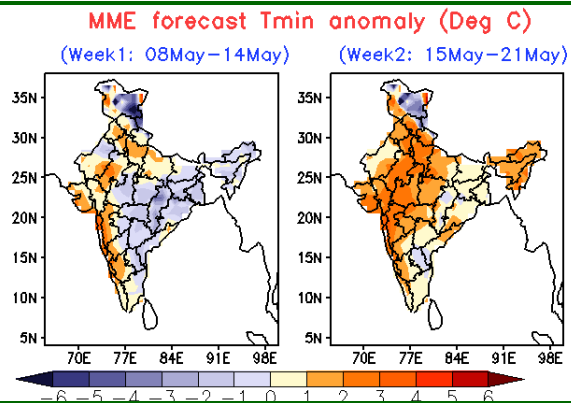 MME forecast Tmin anomaly (Deg C)
(Week1: 08May–14May) (Week2: 15May–21May)
35N 35N
30N 30N
25N 25N
20N 20N
15N 15N
10N 10N
5N 5N
70E 77E 84E 91E 98E 70E 77E 84E 91E 98E
-6 -5 -4 -3 -2 -1 0 1 2 3 4 5 6